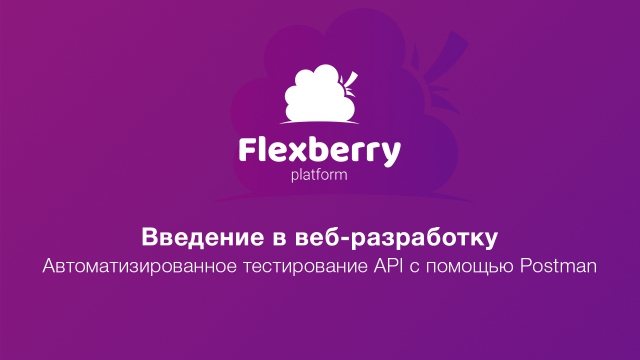 Flexberry
platform
Введение в веб-разработку
Автоматизированное тестирование API с помощью Postman